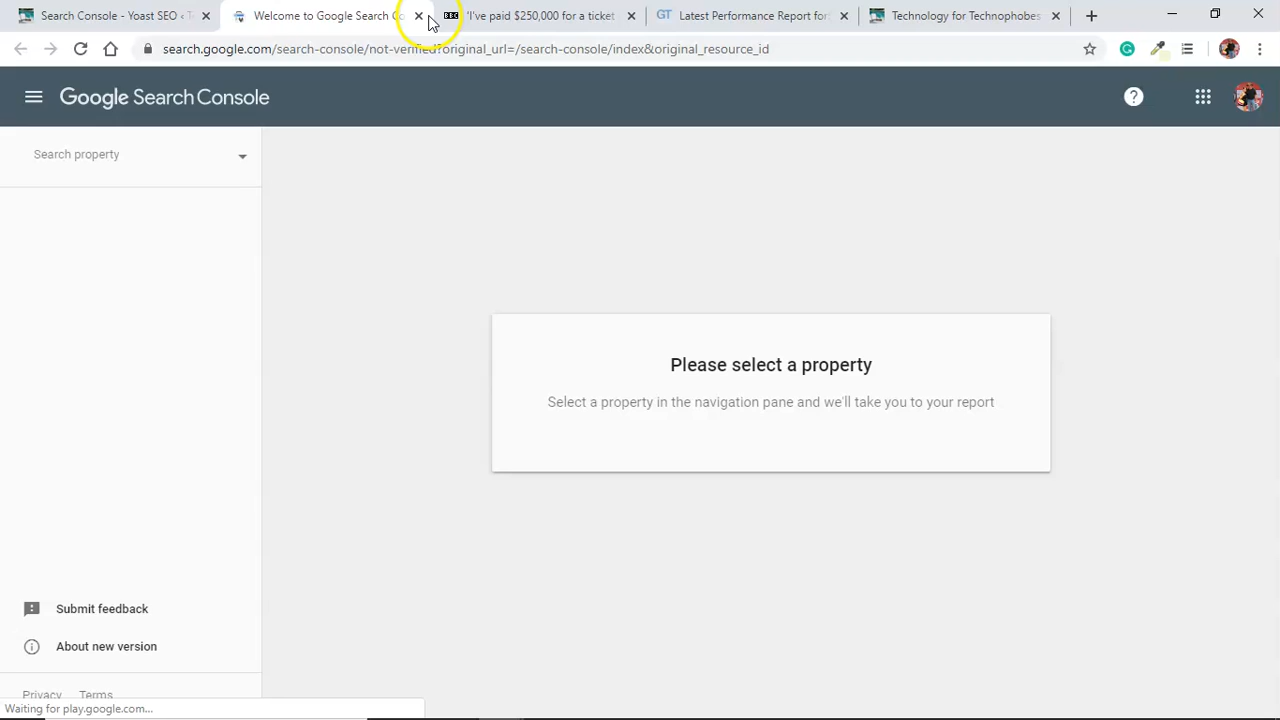 Search Console - Yoast SEO ‹ T
Welcome to Google Search Co
BBC 'I've paid $250,000 for a ticket
GT Latest Performance Report for:
Technology for Technophobes
search.google.com/search-console/not-verified?original_url=/search-console/index&original_resource_id
Google Search Console
Search property
Please select a property
Select a property in the navigation pane and we'll take you to your report
Submit feedback
About new version
Privacy Terms
Waiting for play.google.com...